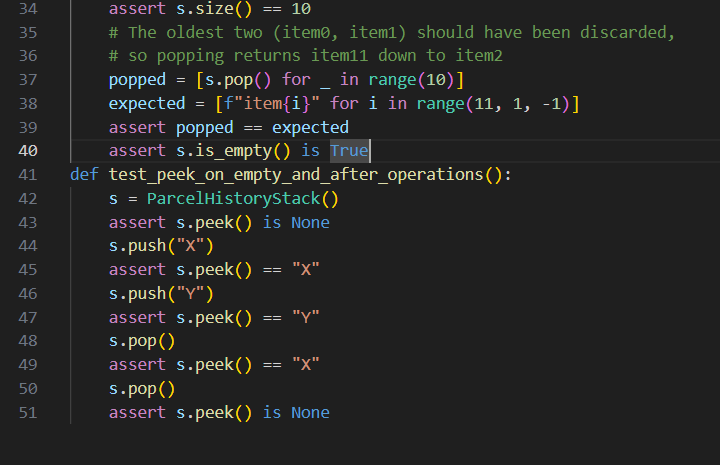 34 assert s.size() == 10
35 # The oldest two (item0, item1) should have been discarded,
36 # so popping returns item11 down to item2
37 popped = [s.pop() for _ in range(10)]
38 expected = [f"item{i}" for i in range(11, 1, -1)]
39 assert popped == expected
40 assert s.is_empty() is True
41 def test_peek_on_empty_and_after_operations():
42 s = ParcelHistoryStack()
43 assert s.peek() is None
44 s.push("X")
45 assert s.peek() == "X"
46 s.push("Y")
47 assert s.peek() == "Y"
48 s.pop()
49 assert s.peek() == "X"
50 s.pop()
51 assert s.peek() is None